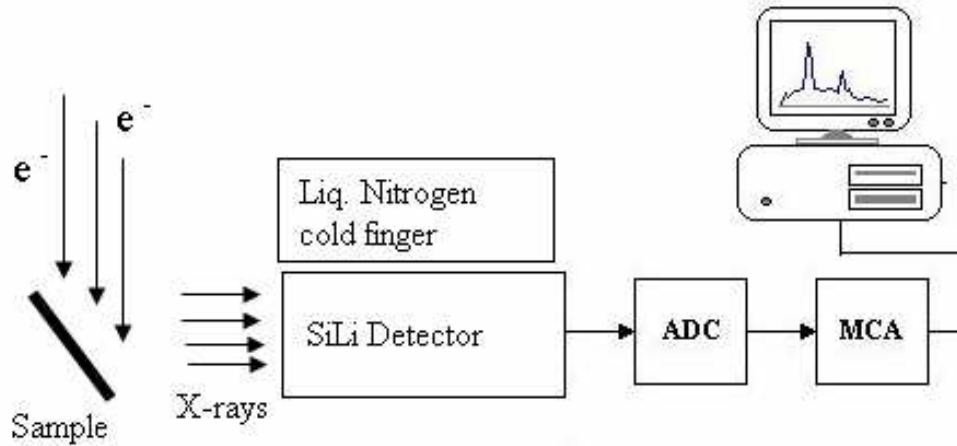 e -
e -
Liq. Nitrogen
cold finger
SiLi Detector
ADC
MCA
X-rays
Sample